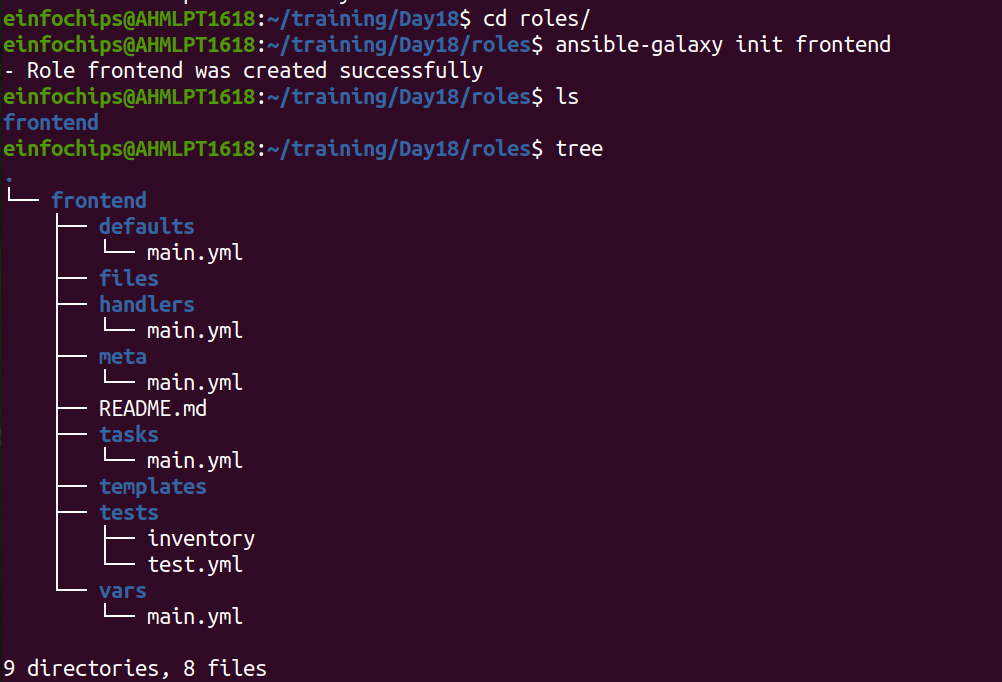 einfochips@AHMLPT1618:~/training/Day18$ cd roles/
einfochips@AHMLPT1618:~/training/Day18/roles$ ansible-galaxy init frontend
- Role frontend was created successfully
einfochips@AHMLPT1618:~/training/Day18/roles$ ls
frontend
einfochips@AHMLPT1618:~/training/Day18/roles$ tree
.
└── frontend
    ├── defaults
    │   └── main.yml
    ├── files
    ├── handlers
    │   └── main.yml
    ├── meta
    │   └── main.yml
    ├── README.md
    ├── tasks
    │   └── main.yml
    ├── templates
    ├── tests
    │   ├── inventory
    │   └── test.yml
    └── vars
        └── main.yml
9 directories, 8 files